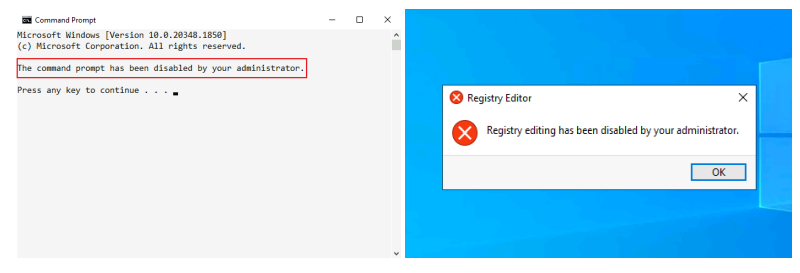 Command Prompt
Microsoft Windows [Version 10.0.20348.1850]
(c) Microsoft Corporation. All rights reserved.
The command prompt has been disabled by your administrator.
Press any key to continue . . .
Registry Editor
Registry editing has been disabled by your administrator.
OK